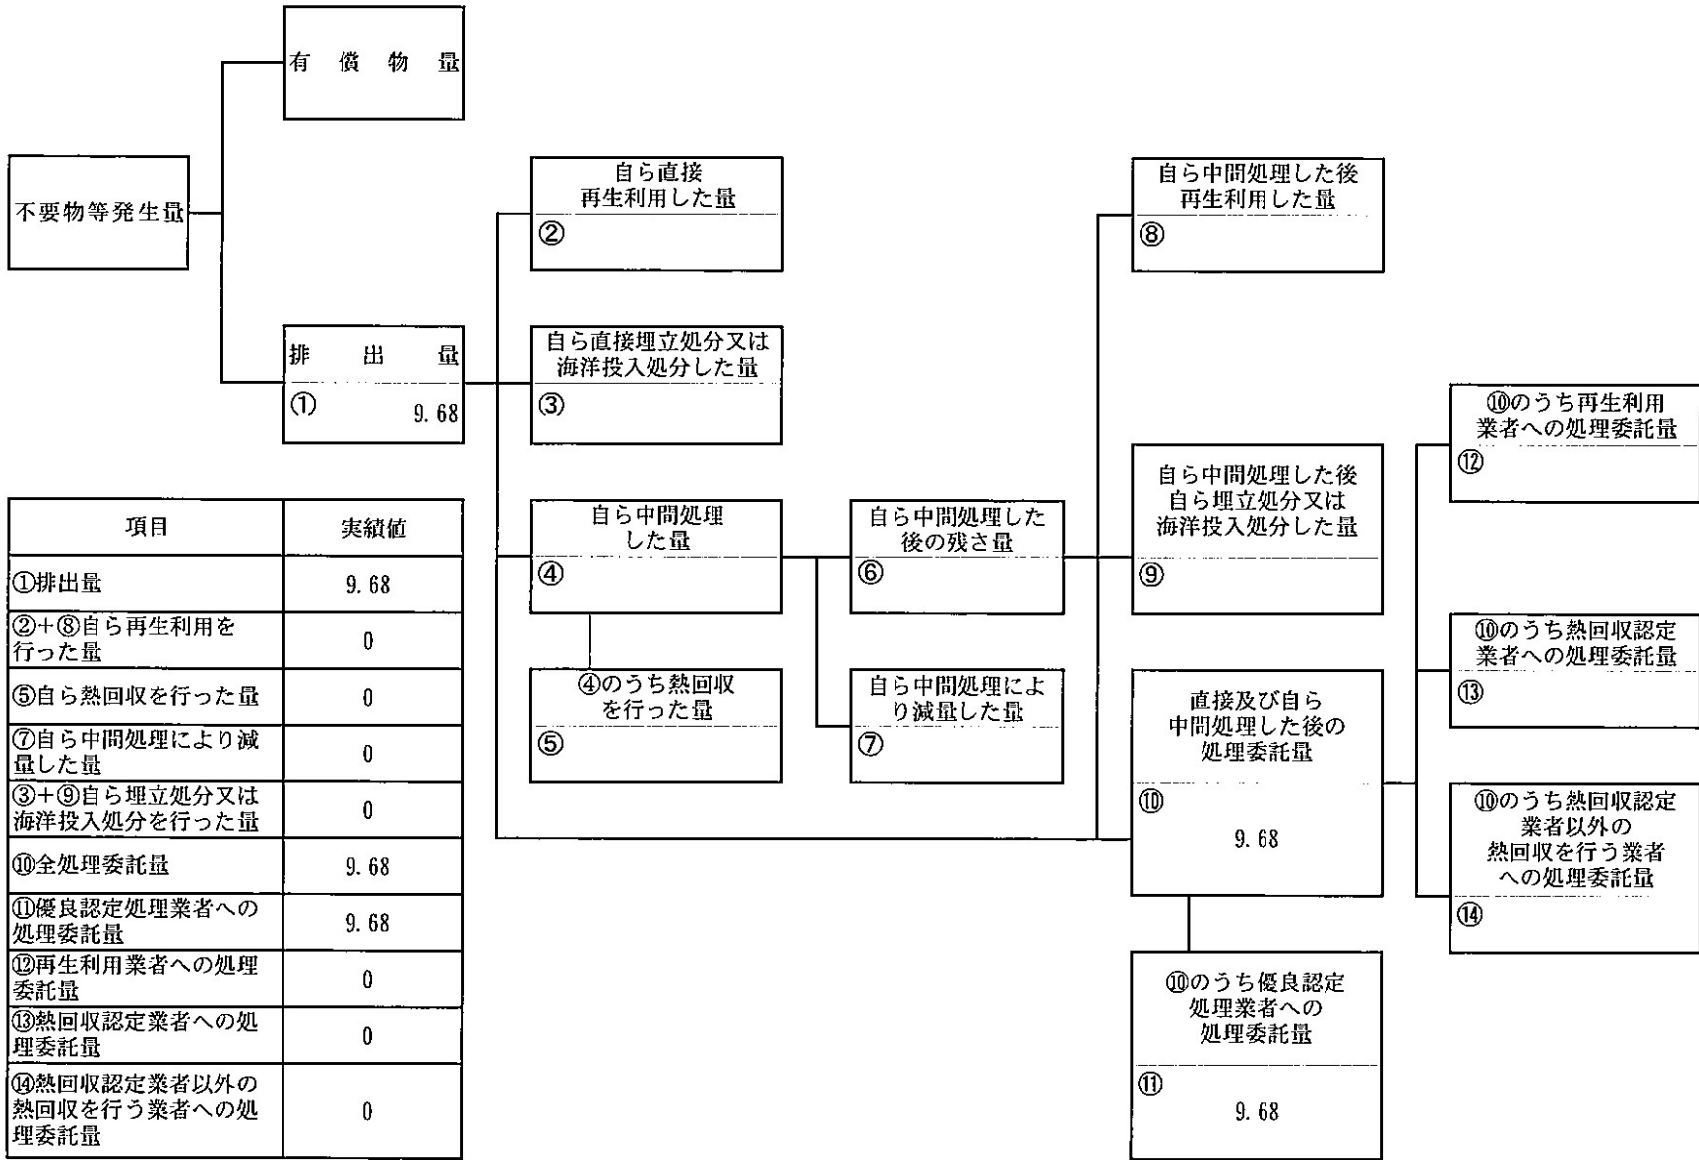 有償物量
不要物等発生量
排出量
①
9.68
自ら直接
再生利用した量
②
自ら直接埋立処分又は
海洋投入処分した量
③
自ら中間処理
した量
④
④のうち熱回収
を行った量
⑤
自ら中間処理した
後の残さ量
⑥
自ら中間処理によ
り減量した量
⑦
自ら中間処理した後
再生利用した量
⑧
自ら中間処理した後
自ら埋立処分又は
海洋投入処分した量
⑨
直接及び自ら
中間処理した後の
処理委託量
⑩
9.68
⑩のうち優良認定
処理業者への
処理委託量
⑪
9.68
⑩のうち再生利用
業者への処理委託量
⑫
⑩のうち熱回収認定
業者への処理委託量
⑬
⑩のうち熱回収認定
業者以外の
熱回収を行う業者
への処理委託量
⑭
項目 実績値
①排出量 9.68
②+⑧自ら再生利用を
行った量 0
⑤自ら熱回収を行った量 0
⑦自ら中間処理により減
量した量 0
③+⑨自ら埋立処分又は
海洋投入処分を行った量 0
⑩全処理委託量 9.68
⑪優良認定処理業者への
処理委託量 9.68
⑫再生利用業者への処理
委託量 0
⑬熱回収認定業者への処
理委託量 0
⑭熱回収認定業者以外の
熱回収を行う業者への処
理委託量 0